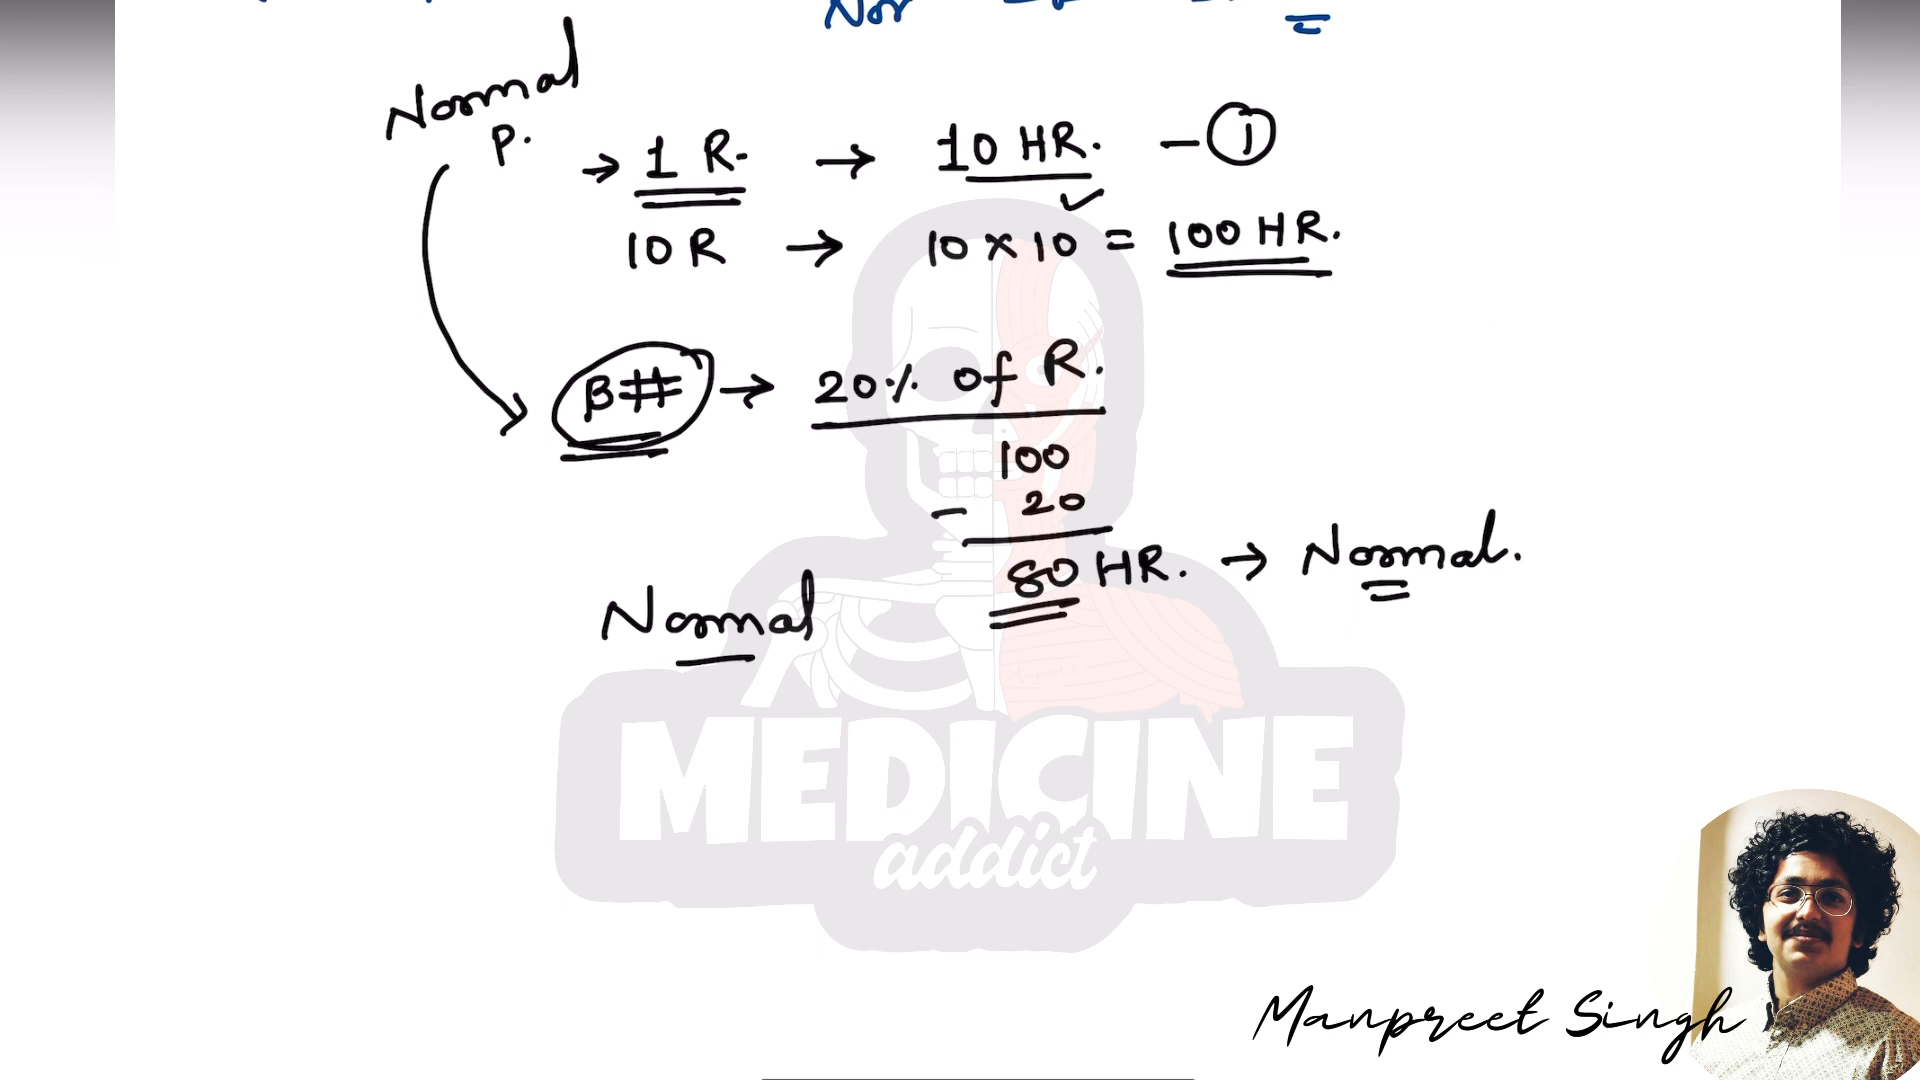 Nor
Normal
P.
→ 1 R. → 10 HR. - ①
10 R → 10 x 10 = 100 HR.
β# → 20% of R.
100
- 20
80 HR. → Normal.
Normal
MEDICINE
addict
Manpreet Singh